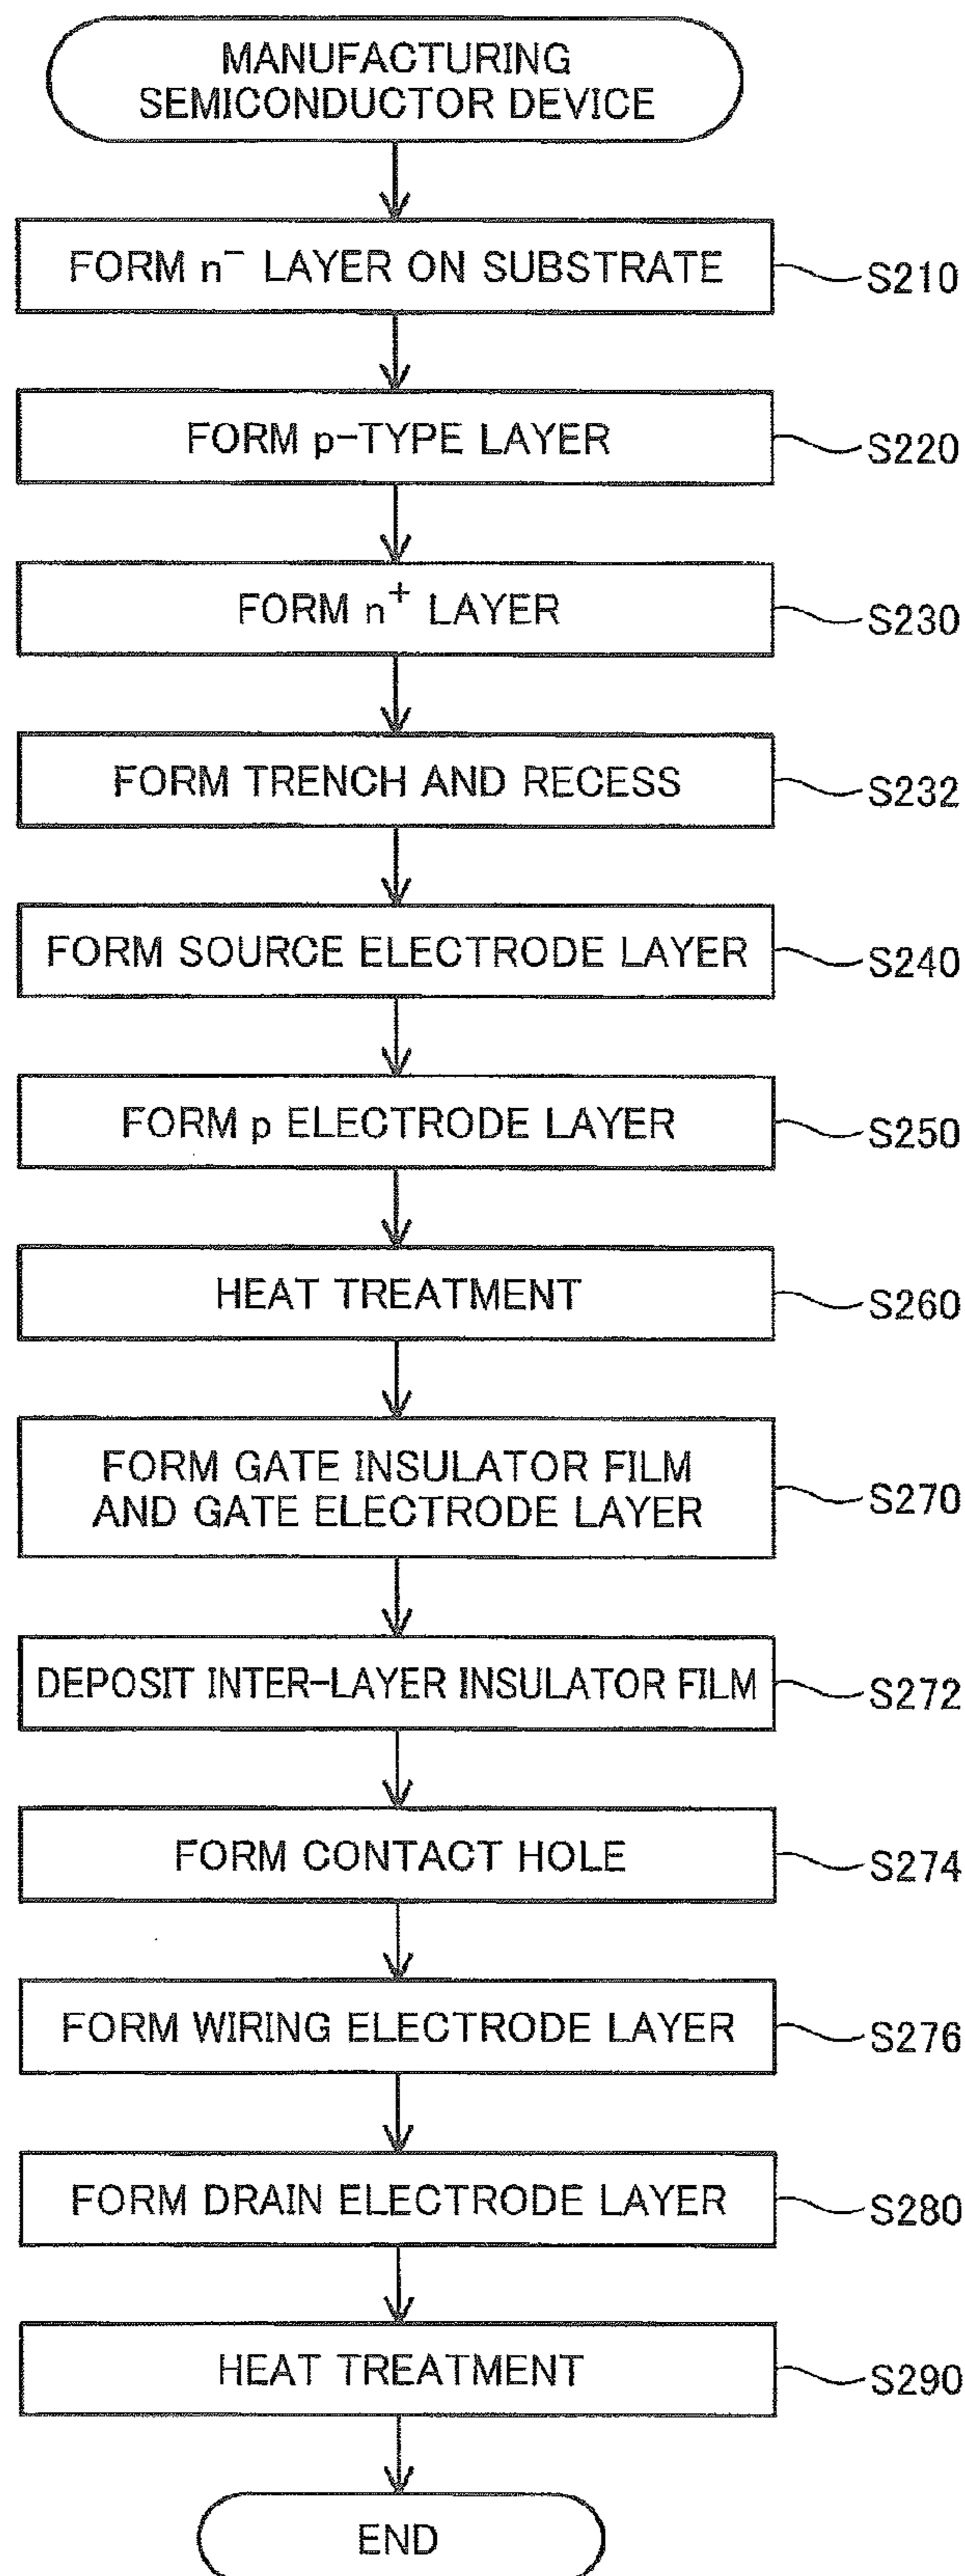 MANUFACTURING
SEMICONDUCTOR DEVICE
FORM n⁻ LAYER ON SUBSTRATE
S210
FORM p-TYPE LAYER
S220
FORM n⁺ LAYER
S230
FORM TRENCH AND RECESS
S232
FORM SOURCE ELECTRODE LAYER
S240
FORM p ELECTRODE LAYER
S250
HEAT TREATMENT
S260
FORM GATE INSULATOR FILM
AND GATE ELECTRODE LAYER
S270
DEPOSIT INTER-LAYER INSULATOR FILM
S272
FORM CONTACT HOLE
S274
FORM WIRING ELECTRODE LAYER
S276
FORM DRAIN ELECTRODE LAYER
S280
HEAT TREATMENT
S290
END